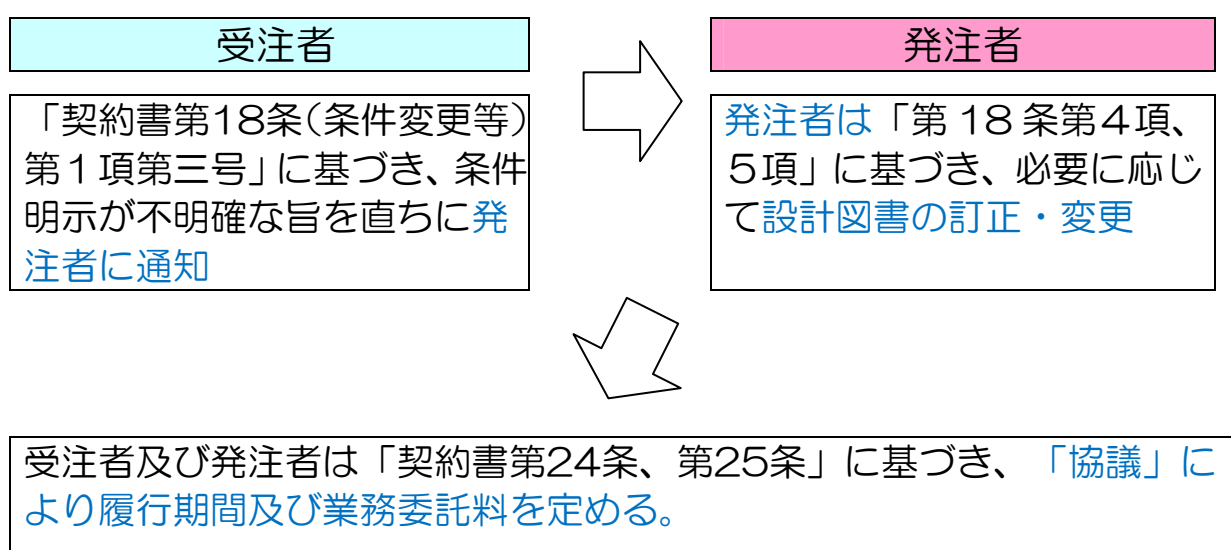 受注者
「契約書第18条(条件変更等)
第1項第三号」に基づき、条件
明示が不明確な旨を直ちに発
注者に通知
発注者
発注者は「第18条第4項、
5項」に基づき、必要に応じ
て設計図書の訂正・変更
受注者及び発注者は「契約書第24条、第25条」に基づき、「協議」に
より履行期間及び業務委託料を定める。